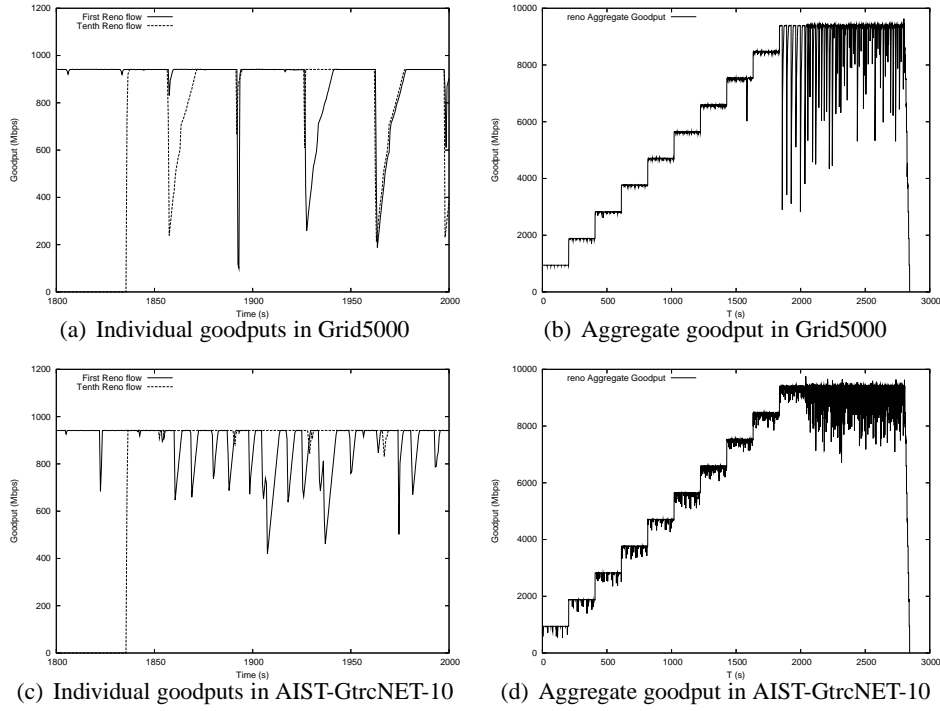 1200
1000
800
600
400
200
0
Goodput (Mbps)
First Reno flow
Tenth Reno flow
1800 1850 1900 1950 2000
Time (s)
(a) Individual goodputs in Grid5000
10000
8000
6000
4000
2000
0
Goodput (Mbps)
reno Aggregate Goodput
0 500 1000 1500 2000 2500 3000
T (s)
(b) Aggregate goodput in Grid5000
1200
1000
800
600
400
200
0
Goodput (Mbps)
First Reno flow
Tenth Reno flow
1800 1850 1900 1950 2000
Time (s)
(c) Individual goodputs in AIST-GtrcNET-10
10000
8000
6000
4000
2000
0
Goodput (Mbps)
reno Aggregate Goodput
0 500 1000 1500 2000 2500 3000
T (s)
(d) Aggregate goodput in AIST-GtrcNET-10